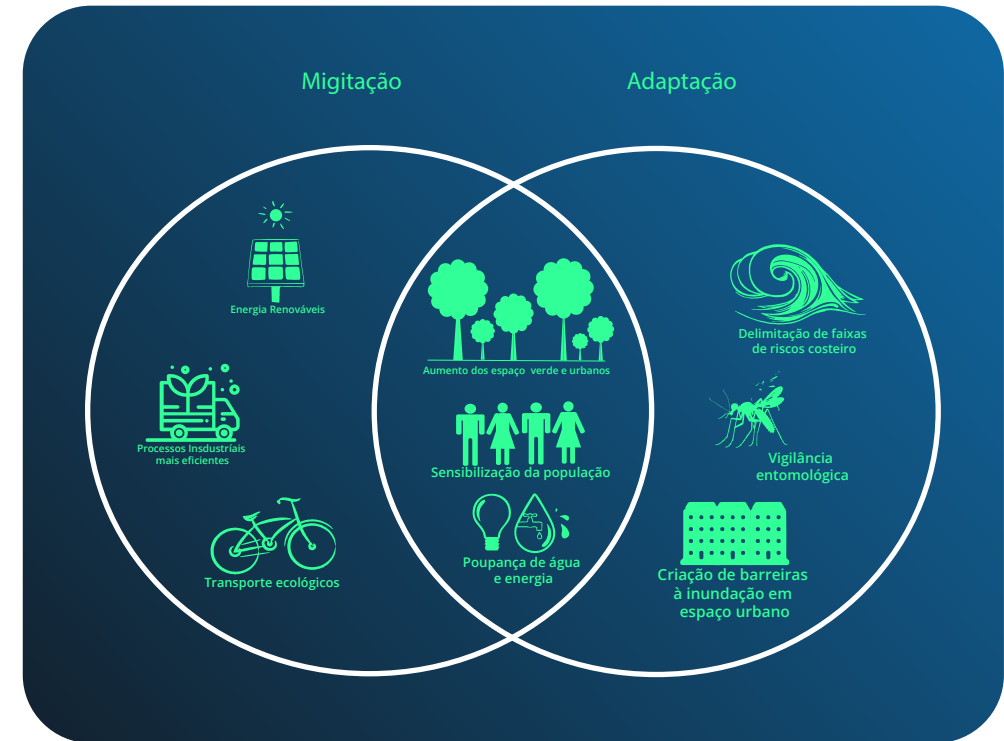 Migitação
Adaptação
Energia Renováveis
Processos Insdustriais
mais eficientes
Transporte ecológicos
Aumento dos espaço verde e urbanos
Sensibilização da população
Poupança de água
e energia
Delimitação de faixas
de riscos costeiro
Vigilância
entomológica
Criação de barreiras
à inundação em
espaço urbano